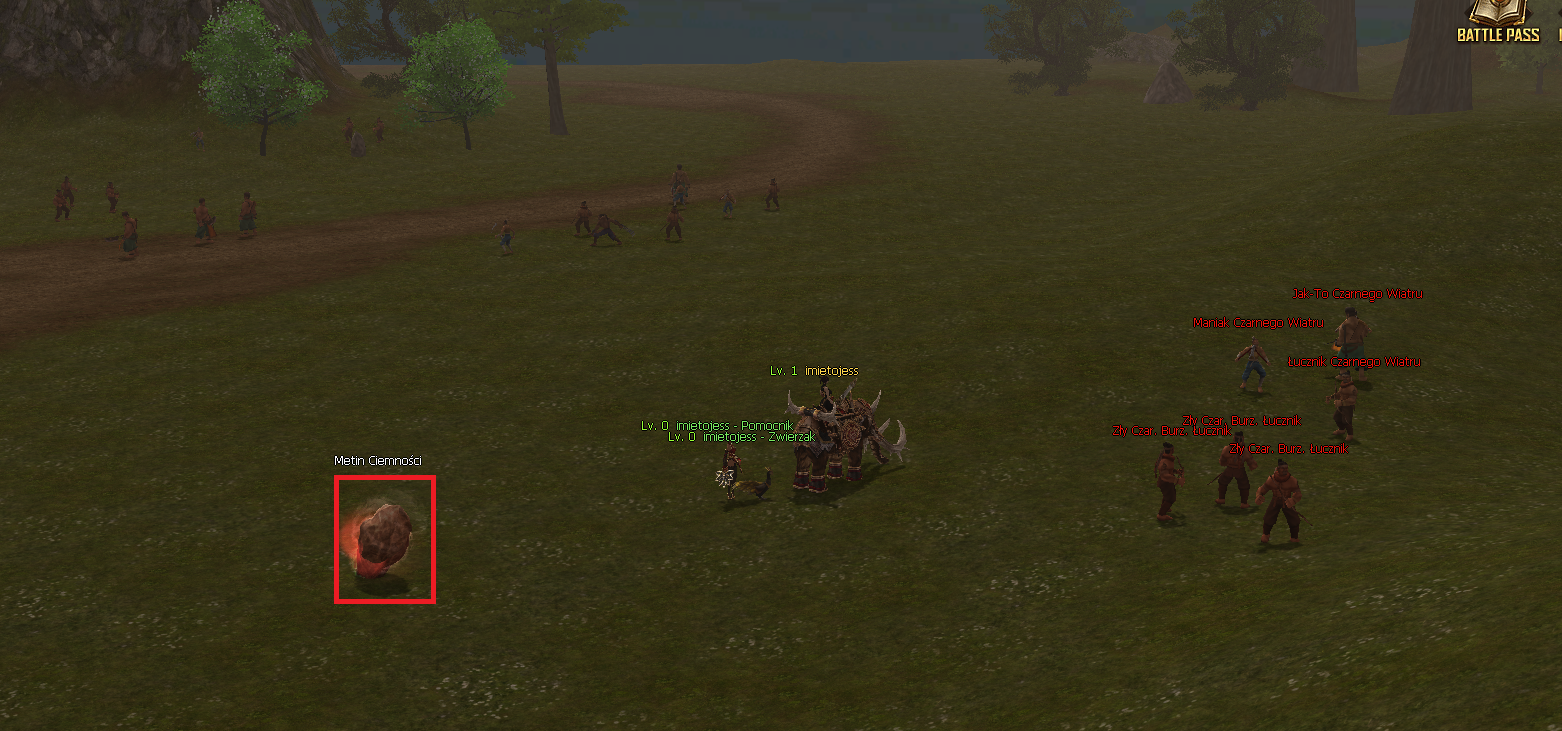 BATTLE PASS
Jak-To Czarnego Wiatru
Maniak Czarnego Wiatru
Łucznik Czarnego Wiatru
Lv. 1 imietojess
Lv. 0 imietojess - Pomocnik
Lv. 0 imietojess - Zwierzak
Zły Czar. Burz. Łucznik
Zły Czar. Burz. Łucznik
Zły Czar. Burz. Łucznik
Metin Ciemności